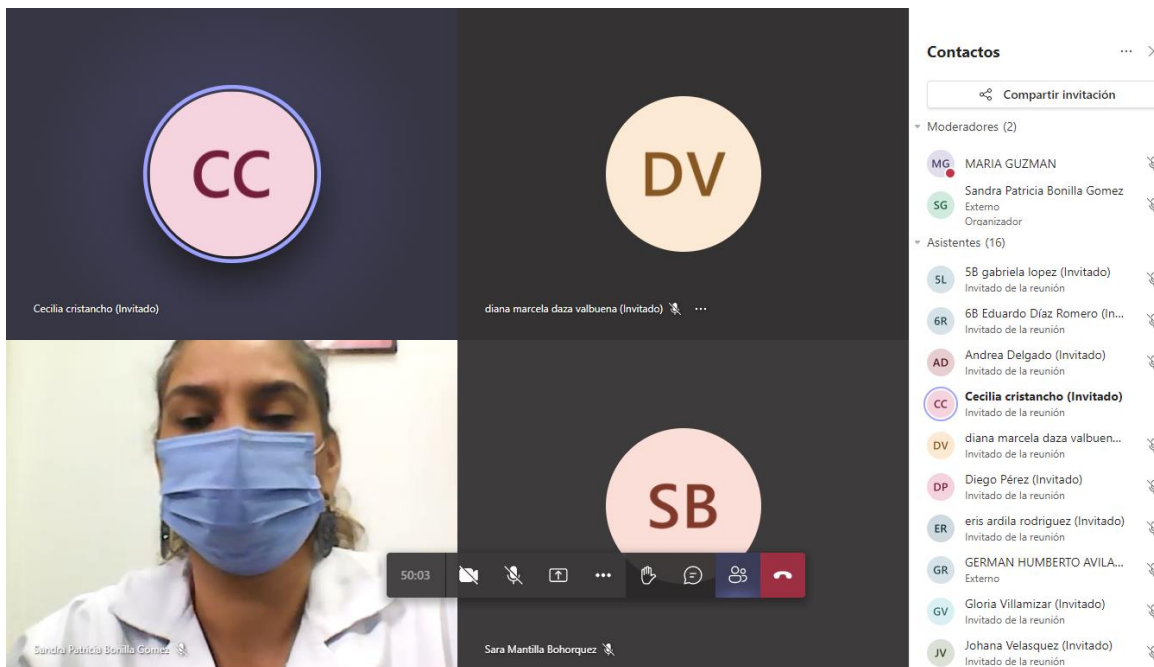 CC
Cecilia cristancho (Invitado)
DV
diana marcela daza valbuena (Invitado)
Sandra Patricia Bonilla Gomez
SB
Sara Mantilla Bohorquez
50:03
Contactos
Compartir invitación
Moderadores (2)
MG MARIA GUZMAN
SG Sandra Patricia Bonilla Gomez
Externo
Organizador
Asistentes (16)
5L 5B gabriela lopez (Invitado)
Invitado de la reunión
6R 6B Eduardo Díaz Romero (In...
Invitado de la reunión
AD Andrea Delgado (Invitado)
Invitado de la reunión
CC Cecilia cristancho (Invitado)
Invitado de la reunión
DV diana marcela daza valbuen...
Invitado de la reunión
DP Diego Pérez (Invitado)
Invitado de la reunión
ER eris ardila rodriguez (Invitado)
Invitado de la reunión
GR GERMAN HUMBERTO AVILA...
Externo
GV Gloria Villamizar (Invitado)
Invitado de la reunión
JV Johana Velasquez (Invitado)
Invitado de la reunión